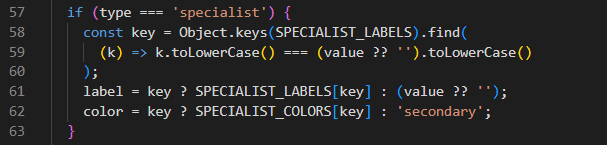 57 if (type === 'specialist') {
58 const key = Object.keys(SPECIALIST_LABELS).find(
59 (k) => k.toLowerCase() === (value ?? '').toLowerCase()
60 );
61 label = key ? SPECIALIST_LABELS[key] : (value ?? '');
62 color = key ? SPECIALIST_COLORS[key] : 'secondary';
63 }